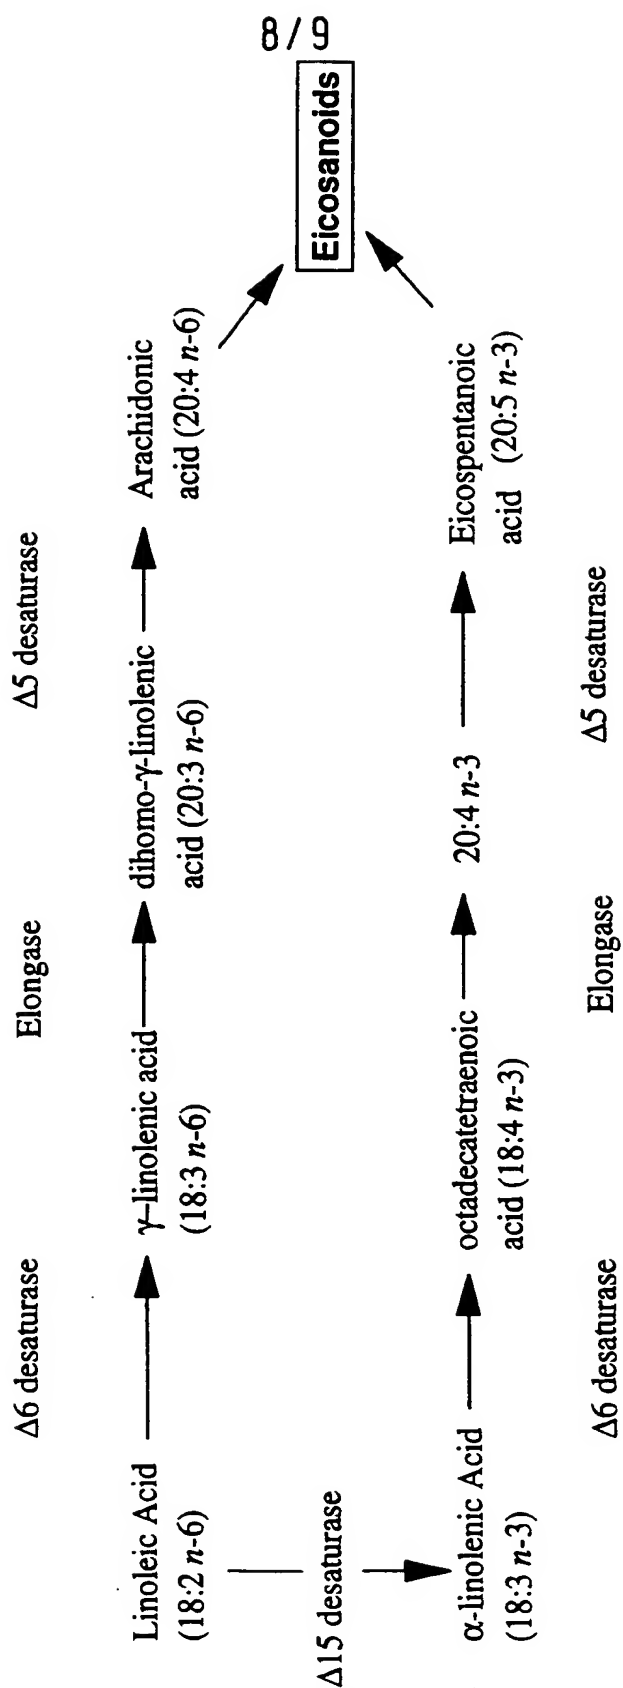 8/9
Δ6 desaturase
Elongase
Δ5 desaturase
Linoleic Acid
(18:2 n-6)
γ-linolenic acid
(18:3 n-6)
dihomo-γ-linolenic
acid (20:3 n-6)
Arachidonic
acid (20:4 n-6)
Δ15 desaturase
Eicosanoids
α-linolenic Acid
(18:3 n-3)
octadecatetraenoic
acid (18:4 n-3)
20:4 n-3
Eicospentanoic
acid (20:5 n-3)
Δ6 desaturase
Elongase
Δ5 desaturase